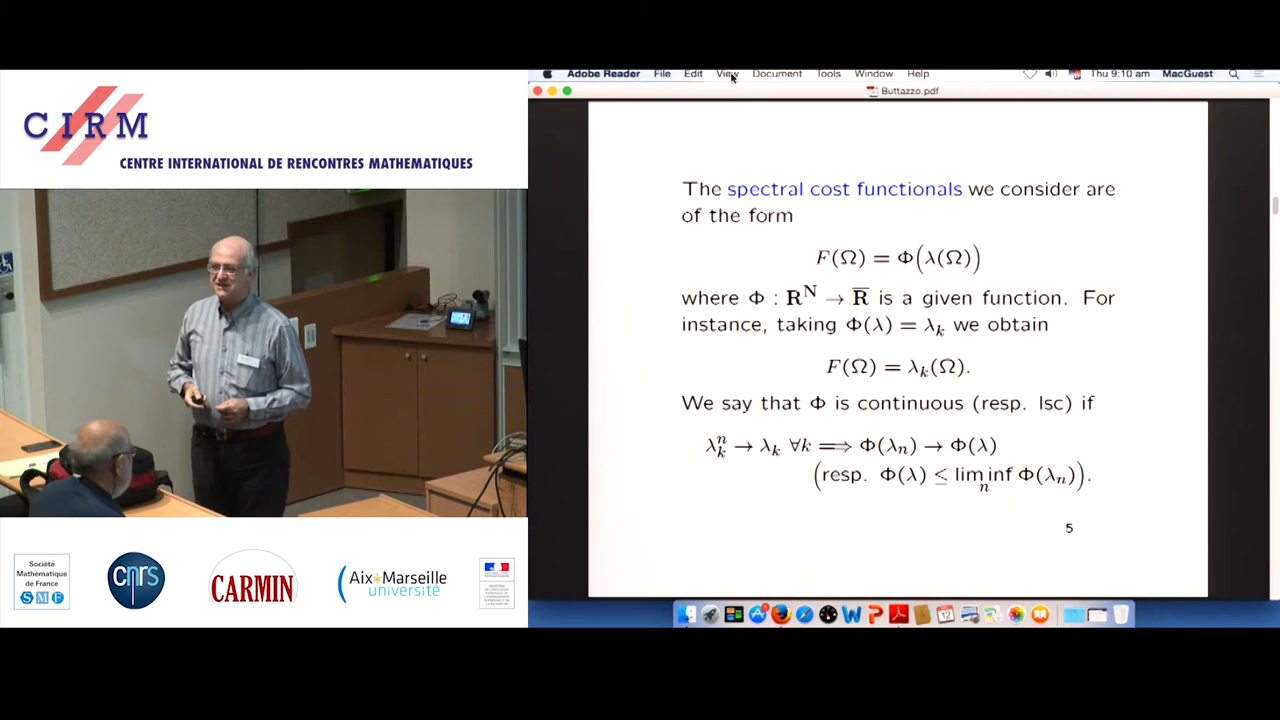 CIRM
CENTRE INTERNATIONAL DE RENCONTRES MATHEMATIQUES
Adobe Reader File Edit View Document Tools Window Help Thu 9:10 am MacGuest
Buttazzo.pdf
The spectral cost functionals we consider are
of the form
F(Ω) = Φ(λ(Ω))
where Φ : R^N → R̅ is a given function. For
instance, taking Φ(λ) = λ_k we obtain
F(Ω) = λ_k(Ω).
We say that Φ is continuous (resp. lsc) if
λ_k^n → λ_k ∀k ⟹ Φ(λ_n) → Φ(λ)
(resp. Φ(λ) ≤ lim inf_n Φ(λ_n)).
5
Société
Mathématique
de France
SMF
cnrs
CARMIN
Aix*Marseille
université